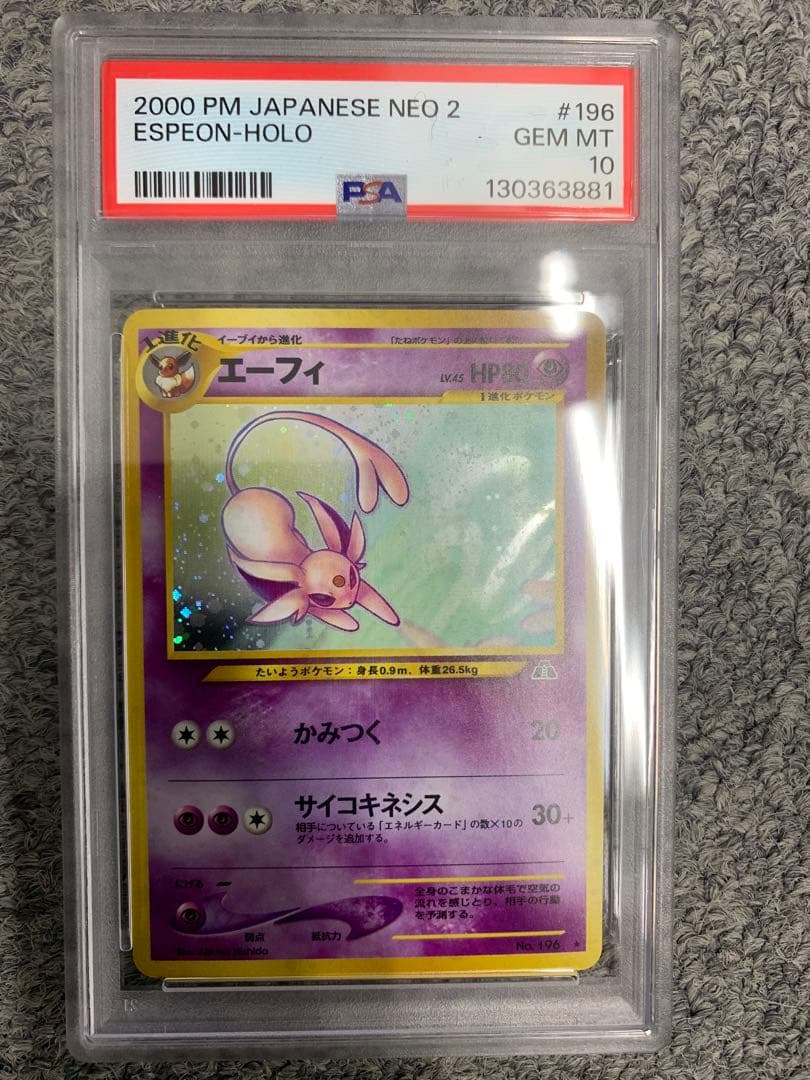 2000 PM JAPANESE NEO 2 #196
ESPEON-HOLO GEM MT
10
PSA 130363881
1進化 イーブイから進化
エーフィ LV.45 HP80
1進化ポケモン
たいようポケモン：身長0.9m、体重26.5kg
かみつく 20
サイコキネシス 30+
相手についている「エネルギーカード」の数×10の
ダメージを追加する。
にげる
全身のこまかな体毛で空気の
流れを感じとり、相手の行動
を予測する。
弱点 抵抗力
No. 196